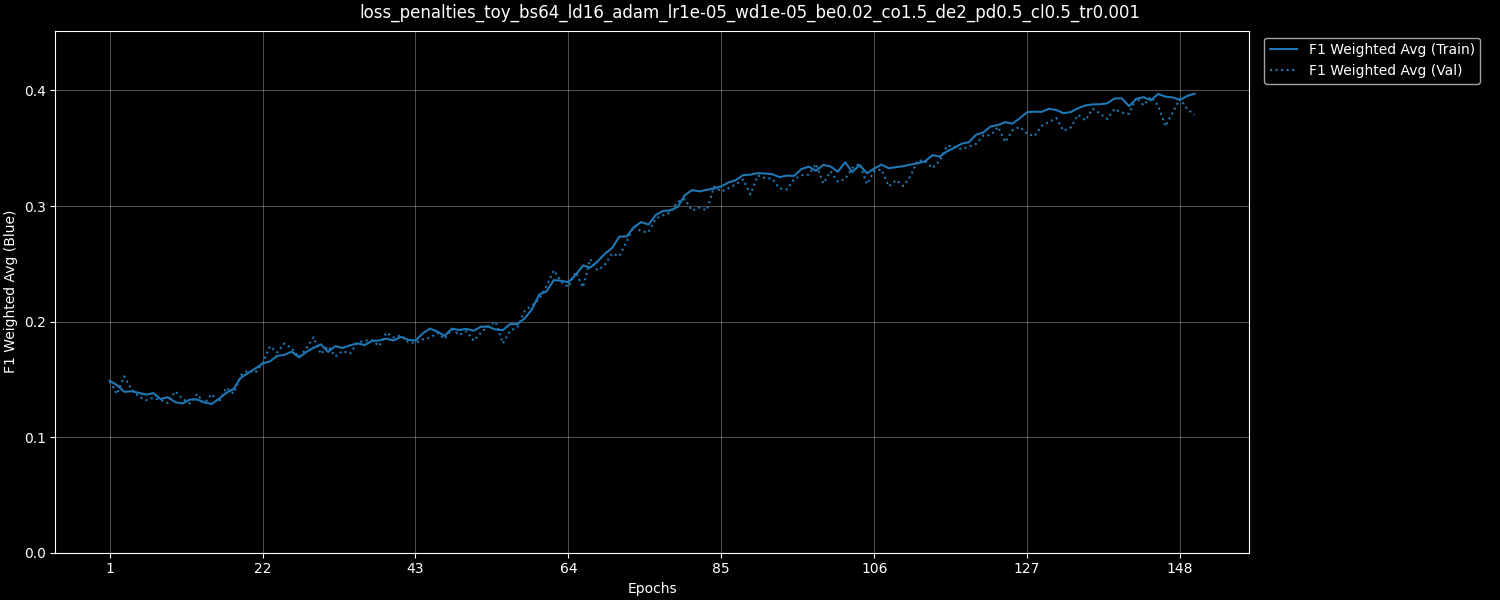 loss_penalties_toy_bs64_ld16_adam_lr1e-05_wd1e-05_be0.02_co1.5_de2_pd0.5_cl0.5_tr0.001
F1 Weighted Avg (Train)
F1 Weighted Avg (Val)
F1 Weighted Avg (Blue)
0.4
0.3
0.2
0.1
0.0
1 22 43 64 85 106 127 148
Epochs